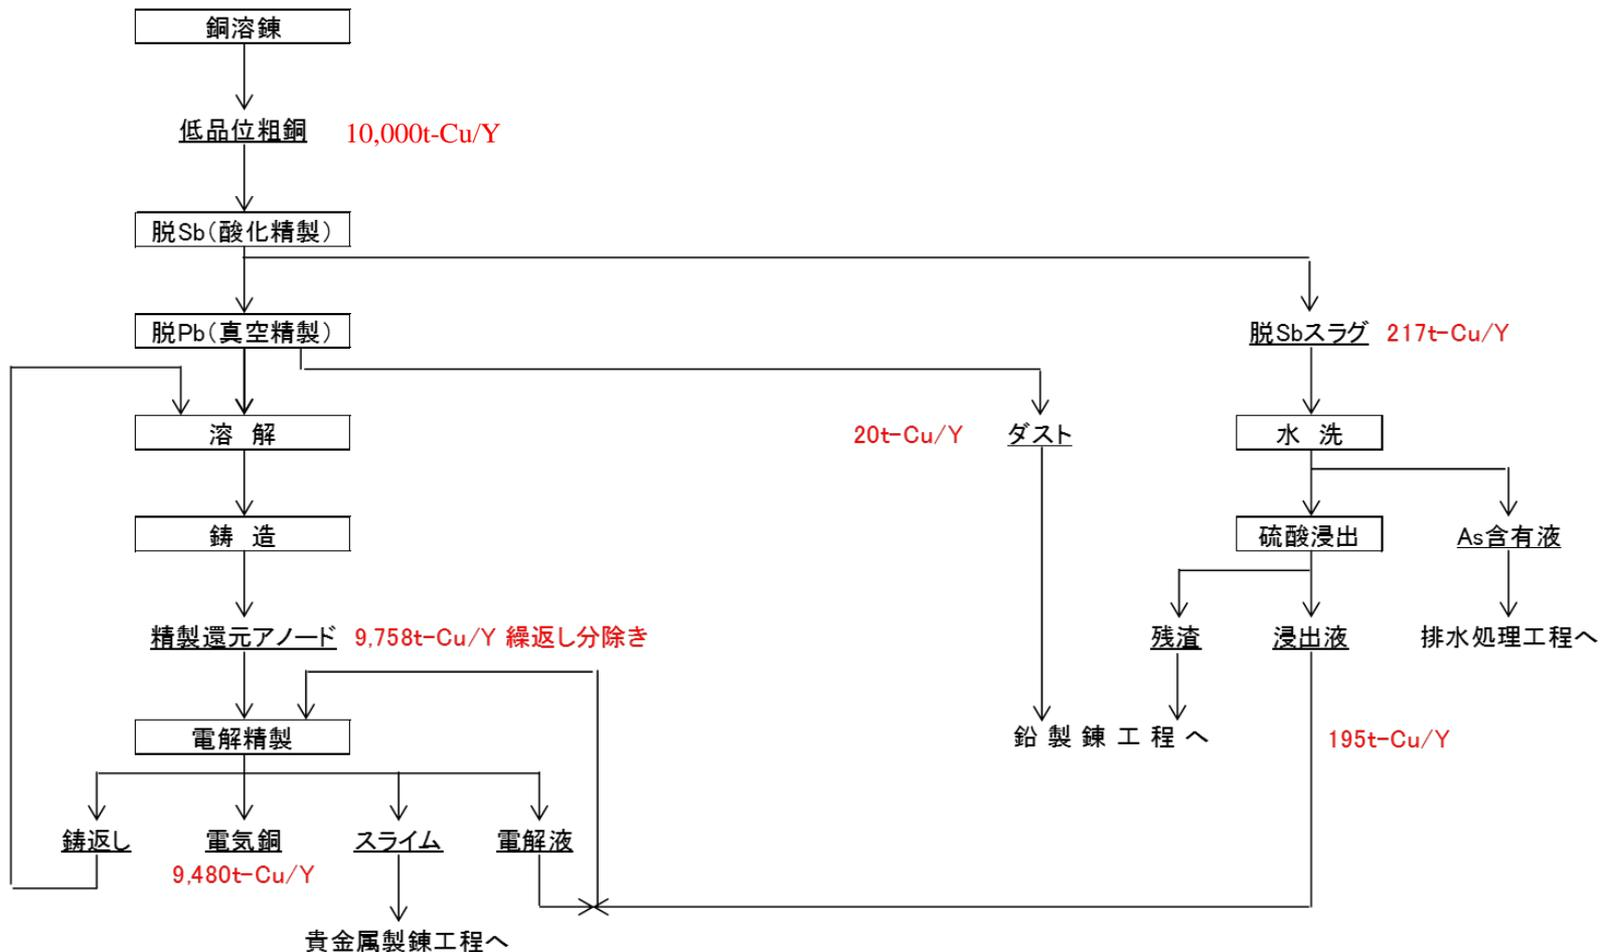 銅溶錬
低品位粗銅 10,000t-Cu/Y
脱Sb(酸化精製)
脱Pb(真空精製)
脱Sbスラグ 217t-Cu/Y
溶 解
20t-Cu/Y ダスト
水 洗
鋳 造
硫酸浸出
As含有液
精製還元アノード 9,758t-Cu/Y 繰返し分除き
残渣
浸出液
排水処理工程へ
電解精製
鉛 製 錬 工 程 へ
195t-Cu/Y
鋳返し
電気銅
スライム
電解液
9,480t-Cu/Y
貴金属製錬工程へ